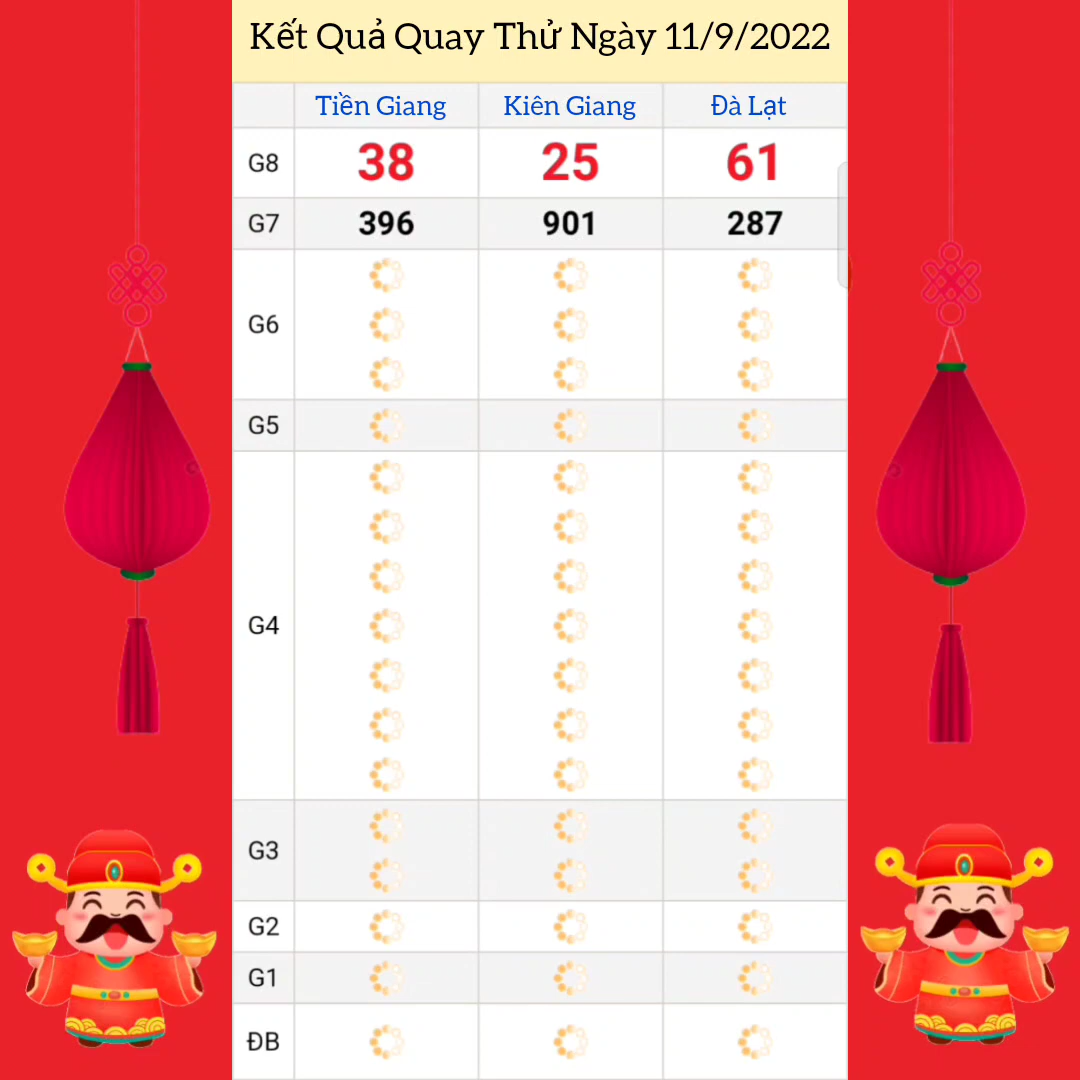 Kết Quả Quay Thử Ngày 11/9/2022
Tiền Giang Kiên Giang Đà Lạt
G8 38 25 61
G7 396 901 287
G6
G5
G4
G3
G2
G1
ĐB